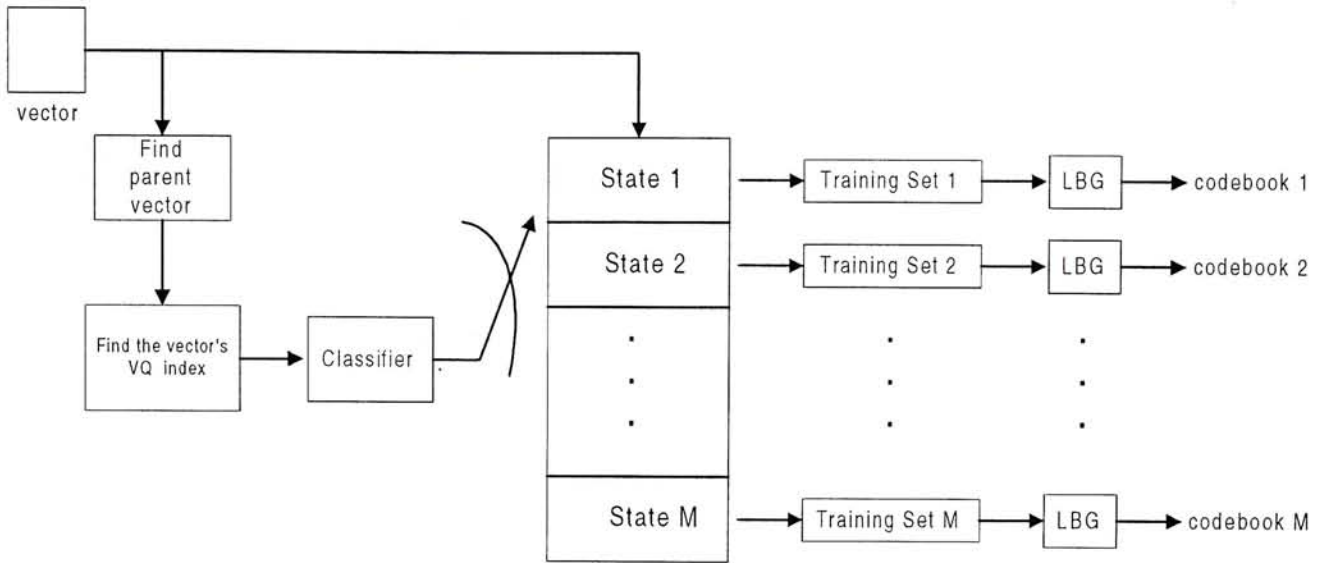 vector
Find
parent
vector
Find the vector's
VQ index
Classifier
State 1
Training Set 1
LBG
codebook 1
State 2
Training Set 2
LBG
codebook 2
State M
Training Set M
LBG
codebook M